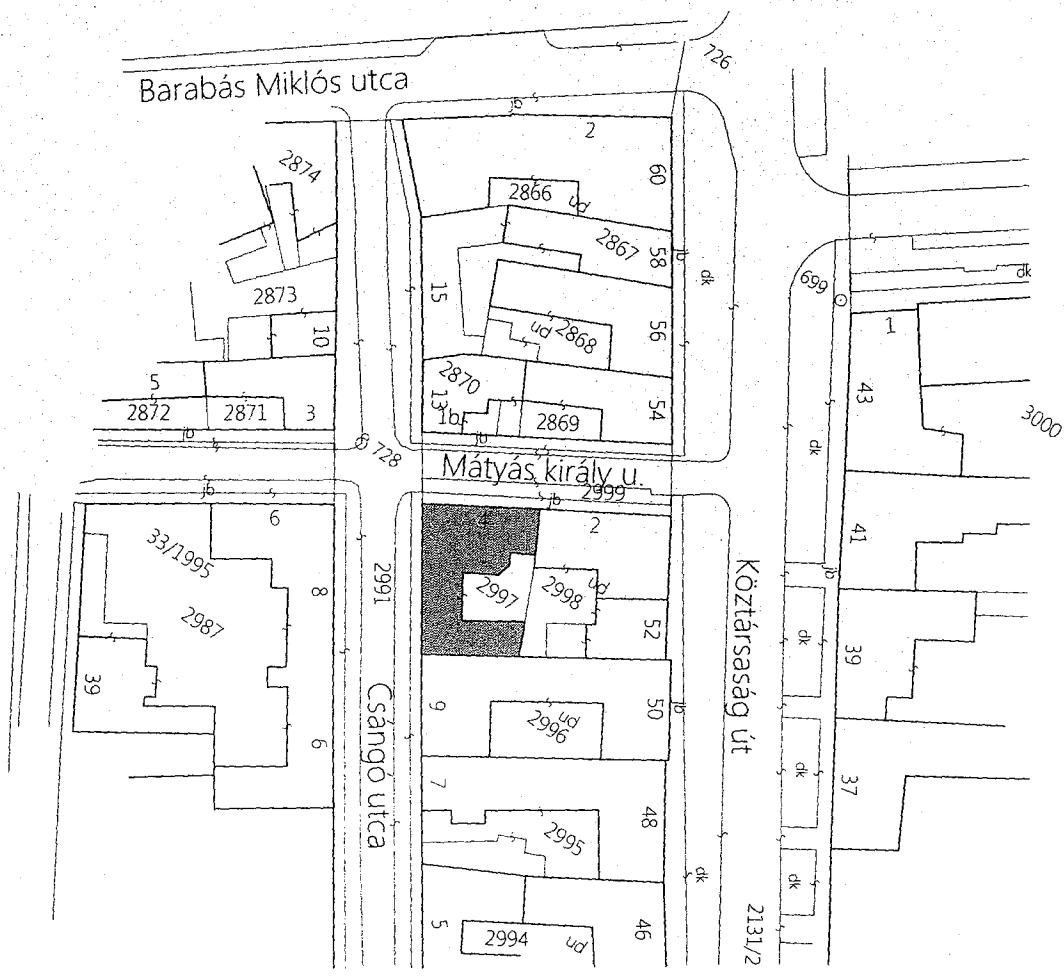 726
Barabás Miklós utca
jb
2
2874
60
2866
ud
2867
58
jb
dk
699
dk
2873
15
10
56
ud
2868
1
43
5
2870
13
1b
54
2872
2871
3
2869
dk
3000
jb
jb
728
Mátyás király u.
jb
2999
jb
6
4
2
41
33/1995
8
2991
2997
2998
ud
jb
Köztársaság út
2987
52
dk
39
39
Csángó utca
9
50
jb
ud
2996
6
7
dk
37
48
2995
dk
dk
5
2994
ud
46
2131/2